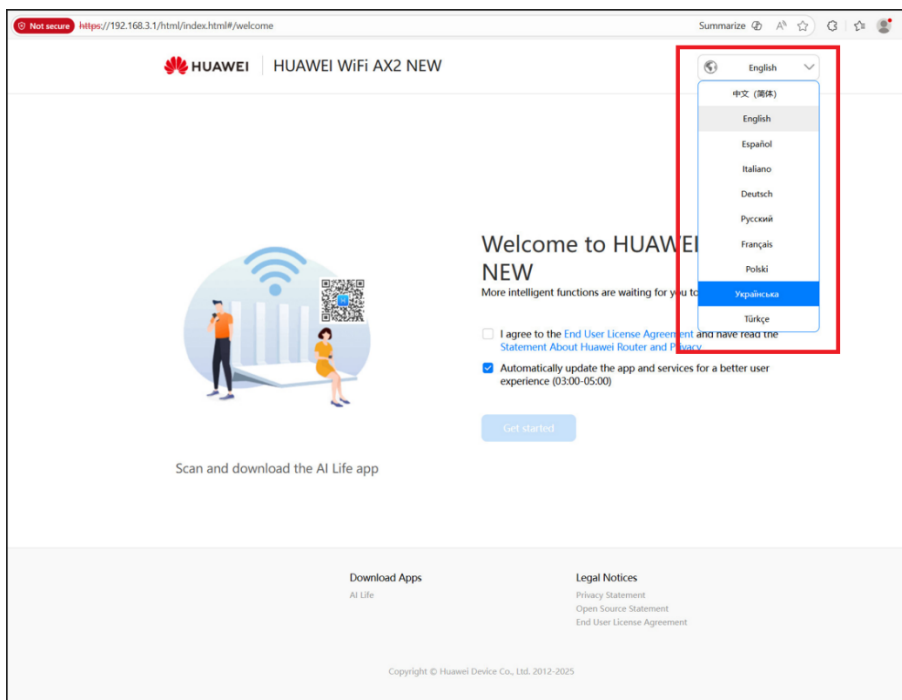 Not secure https://192.168.3.1/html/index.html#/welcome Summarize
HUAWEI HUAWEI WiFi AX2 NEW English
中文 (简体)
English
Español
Italiano
Deutsch
Русский
Français
Polski
Українська
Türkçe
Welcome to HUAWEI
NEW
More intelligent functions are waiting for you to
I agree to the End User License Agreement and have read the
Statement About Huawei Router and Privacy
Automatically update the app and services for a better user
experience (03:00-05:00)
Get started
Scan and download the AI Life app
Download Apps Legal Notices
AI Life Privacy Statement
Open Source Statement
End User License Agreement
Copyright © Huawei Device Co., Ltd. 2012-2025